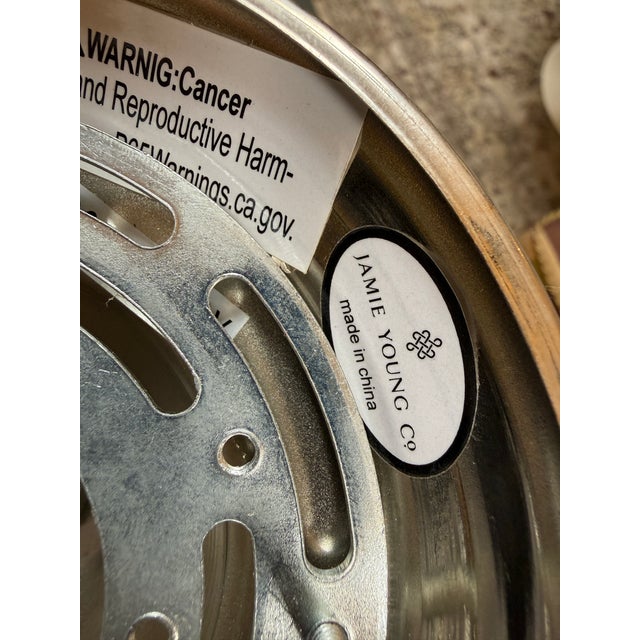 WARNIG:Cancer
and Reproductive Harm-
P65Warnings.ca.gov.
JAMIE YOUNG Co
made in china